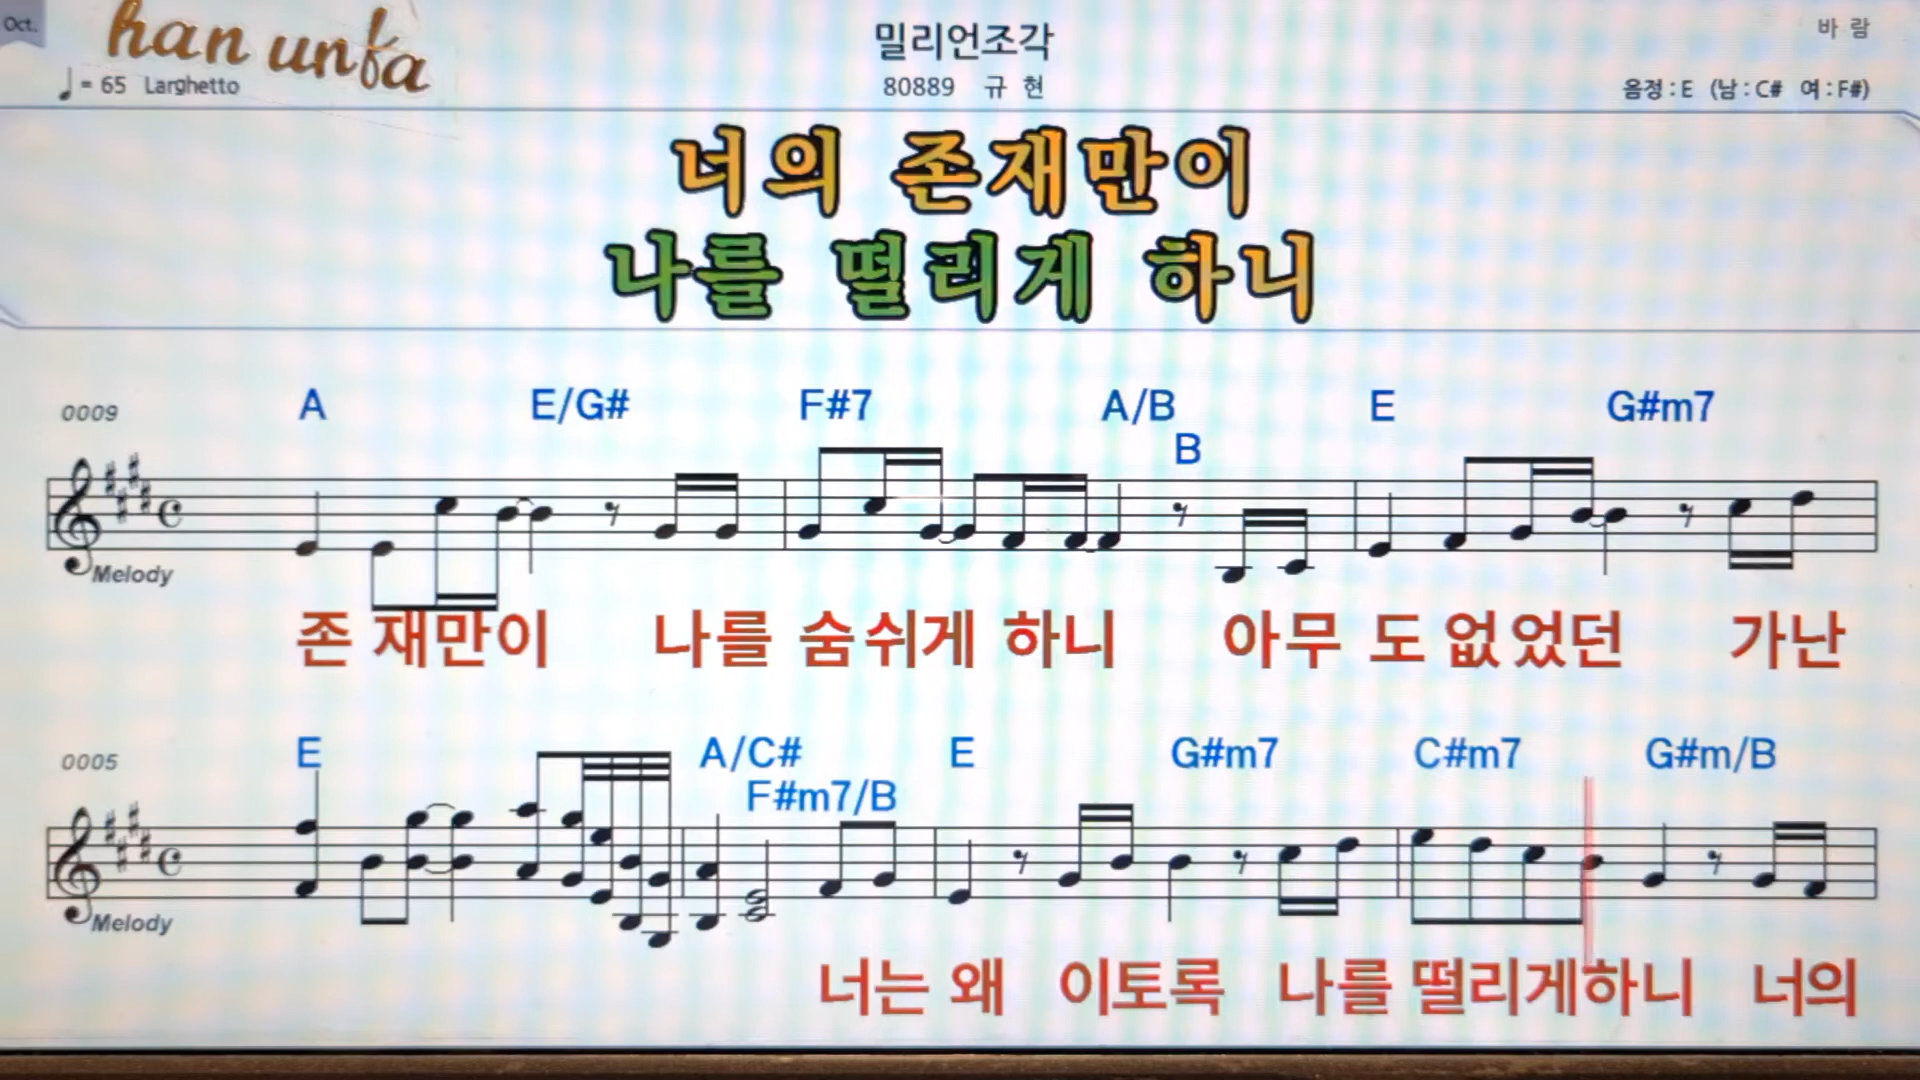 Oct.
han unfa
밀리언조각
바 람
= 65 Larghetto
80889 규 현
음정 : E (남 : C# 여 : F#)
너의 존재만이
나를 떨리게 하니
0009 A E/G# F#7 A/B B E G#m7
Melody
존 재만이 나를 숨쉬게 하니 아무 도 없었던 가난
0005 E A/C# F#m7/B E G#m7 C#m7 G#m/B
Melody
너는 왜 이토록 나를 떨리게하니 너의